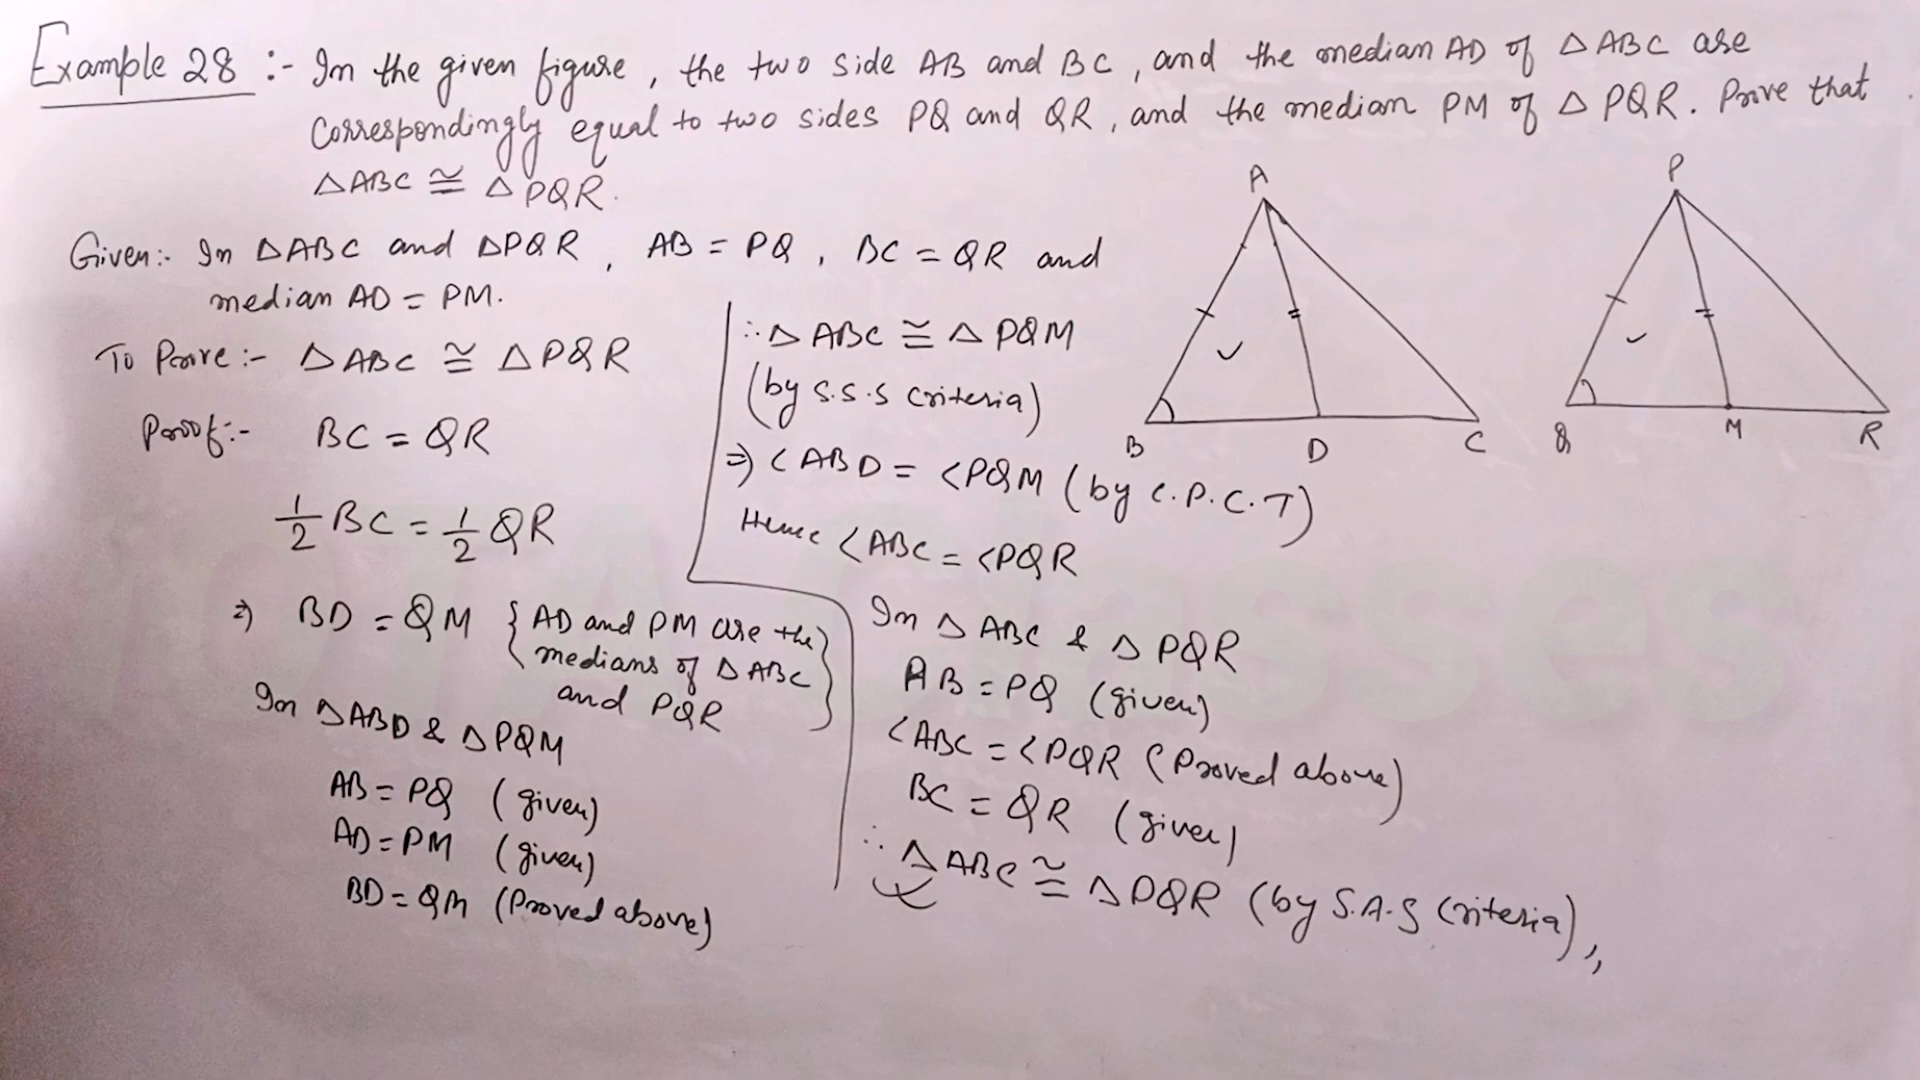 Example 28 :- In the given figure, the two side AB and BC, and the median AD of △ABC are
correspondingly equal to two sides PQ and QR, and the median PM of △PQR. Prove that
△ABC ≅ △PQR.
Given:- In △ABC and △PQR, AB = PQ, BC = QR and
median AD = PM.
To Prove:- △ABC ≅ △PQR
Proof:- BC = QR
1/2 BC = 1/2 QR
⇒ BD = QM {AD and PM are the
medians of △ABC
and PQR}
In △ABD & △PQM
AB = PQ (given)
AD = PM (given)
BD = QM (Proved above)
∴ △ABC ≅ △PQM
(by S.S.S criteria)
⇒ ∠ABD = ∠PQM (by C.P.C.T)
Hence ∠ABC = ∠PQR
In △ABC & △PQR
AB = PQ (given)
∠ABC = ∠PQR (Proved above)
BC = QR (given)
∴ △ABC ≅ △PQR (by S.A.S Criteria),,
A
B
D
C
P
Q
M
R
IOTA Classes